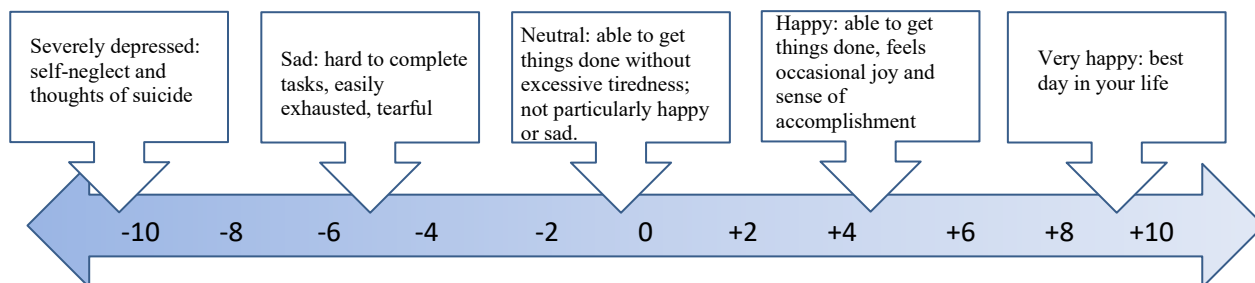 Severely depressed:
self-neglect and
thoughts of suicide
Sad: hard to complete
tasks, easily
exhausted, tearful
Neutral: able to get
things done without
excessive tiredness;
not particularly happy
or sad.
Happy: able to get
things done, feels
occasional joy and
sense of
accomplishment
Very happy: best
day in your life
-10 -8 -6 -4 -2 0 +2 +4 +6 +8 +10